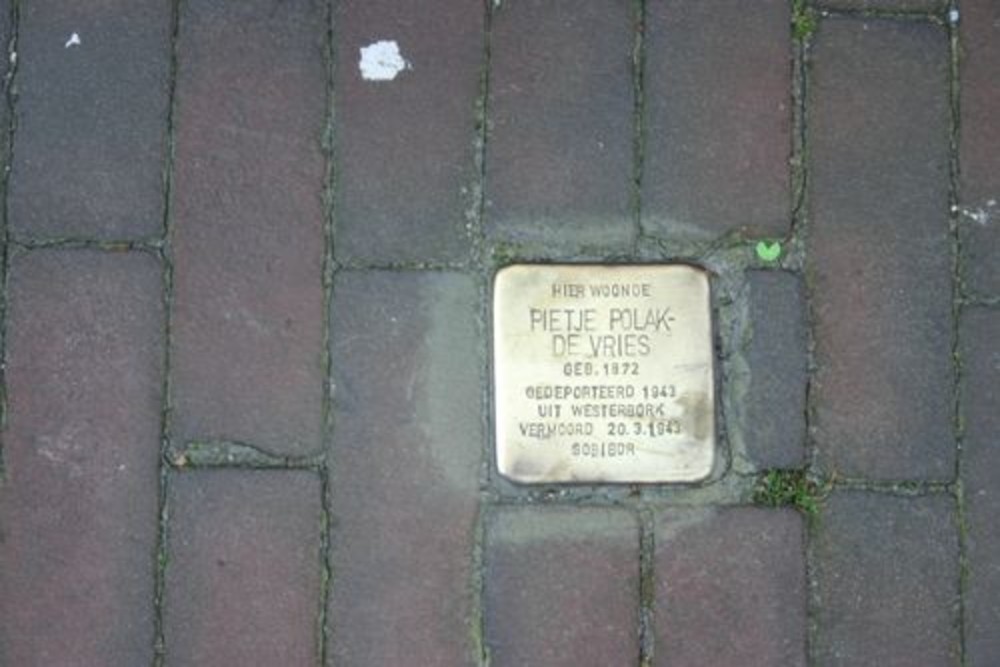 HIER WOONDE
PIETJE POLAK-
DE VRIES
GEB. 1872
GEDEPORTEERD 1943
UIT WESTERBORK
VERMOORD 20.3.1943
SOBIBOR